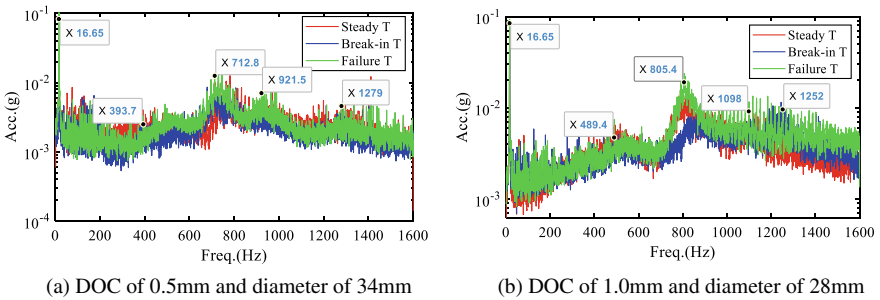 10^-1
10^-2
10^-3
10^-4
Acc.(g)
X 16.65
X 393.7
X 712.8
X 921.5
X 1279
Steady T
Break-in T
Failure T
0 200 400 600 800 1000 1200 1400 1600
Freq.(Hz)
(a) DOC of 0.5mm and diameter of 34mm
10^-1
10^-2
10^-3
Acc.(g)
X 16.65
X 489.4
X 805.4
X 1098
X 1252
Steady T
Break-in T
Failure T
0 200 400 600 800 1000 1200 1400 1600
Freq.(Hz)
(b) DOC of 1.0mm and diameter of 28mm